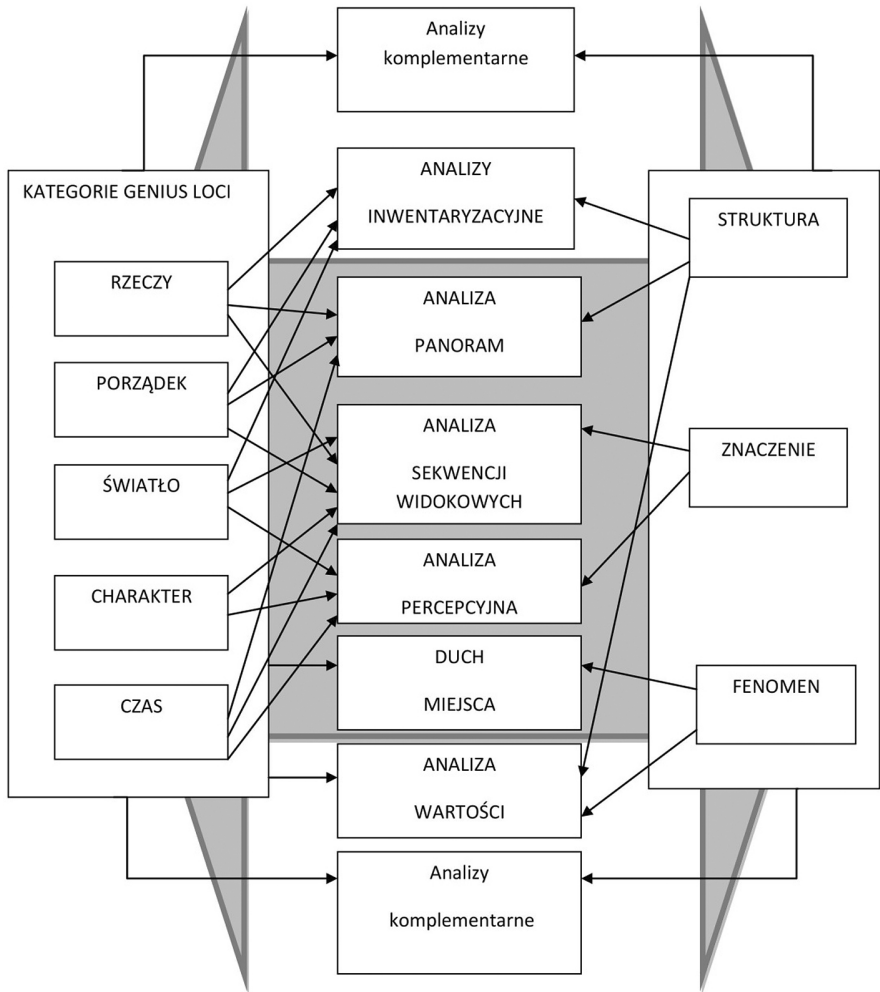 Analizy
komplementarne
KATEGORIE GENIUS LOCI
RZECZY
PORZĄDEK
ŚWIATŁO
CHARAKTER
CZAS
ANALIZY
INWENTARYZACYJNE
ANALIZA
PANORAM
ANALIZA
SEKWENCJI
WIDOKOWYCH
ANALIZA
PERCEPCYJNA
DUCH
MIEJSCA
ANALIZA
WARTOŚCI
Analizy
komplementarne
STRUKTURA
ZNACZENIE
FENOMEN